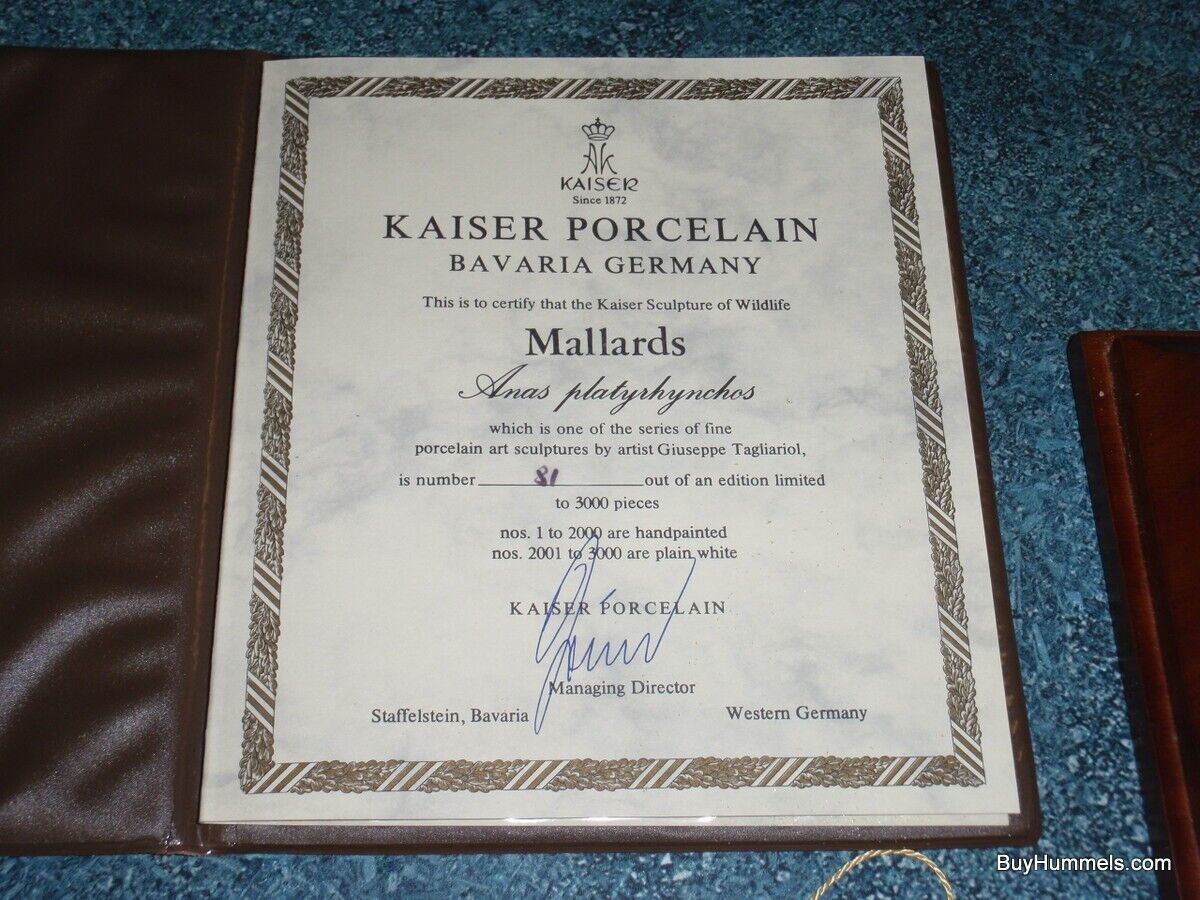 AK
KAISER
Since 1872
KAISER PORCELAIN
BAVARIA GERMANY
This is to certify that the Kaiser Sculpture of Wildlife
Mallards
Anas platyrhynchos
which is one of the series of fine
porcelain art sculptures by artist Giuseppe Tagliariol,
is number 81 out of an edition limited
to 3000 pieces
nos. 1 to 2000 are handpainted
nos. 2001 to 3000 are plain white
KAISER PORCELAIN
Managing Director
Staffelstein, Bavaria Western Germany
BuyHummels.com